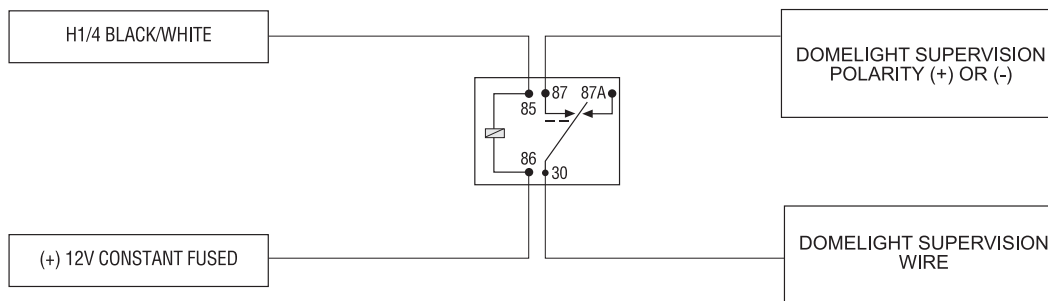 H1/4 BLACK/WHITE
DOMELIGHT SUPERVISION
POLARITY (+) OR (-)
87 87A
85
86
30
(+) 12V CONSTANT FUSED
DOMELIGHT SUPERVISION
WIRE